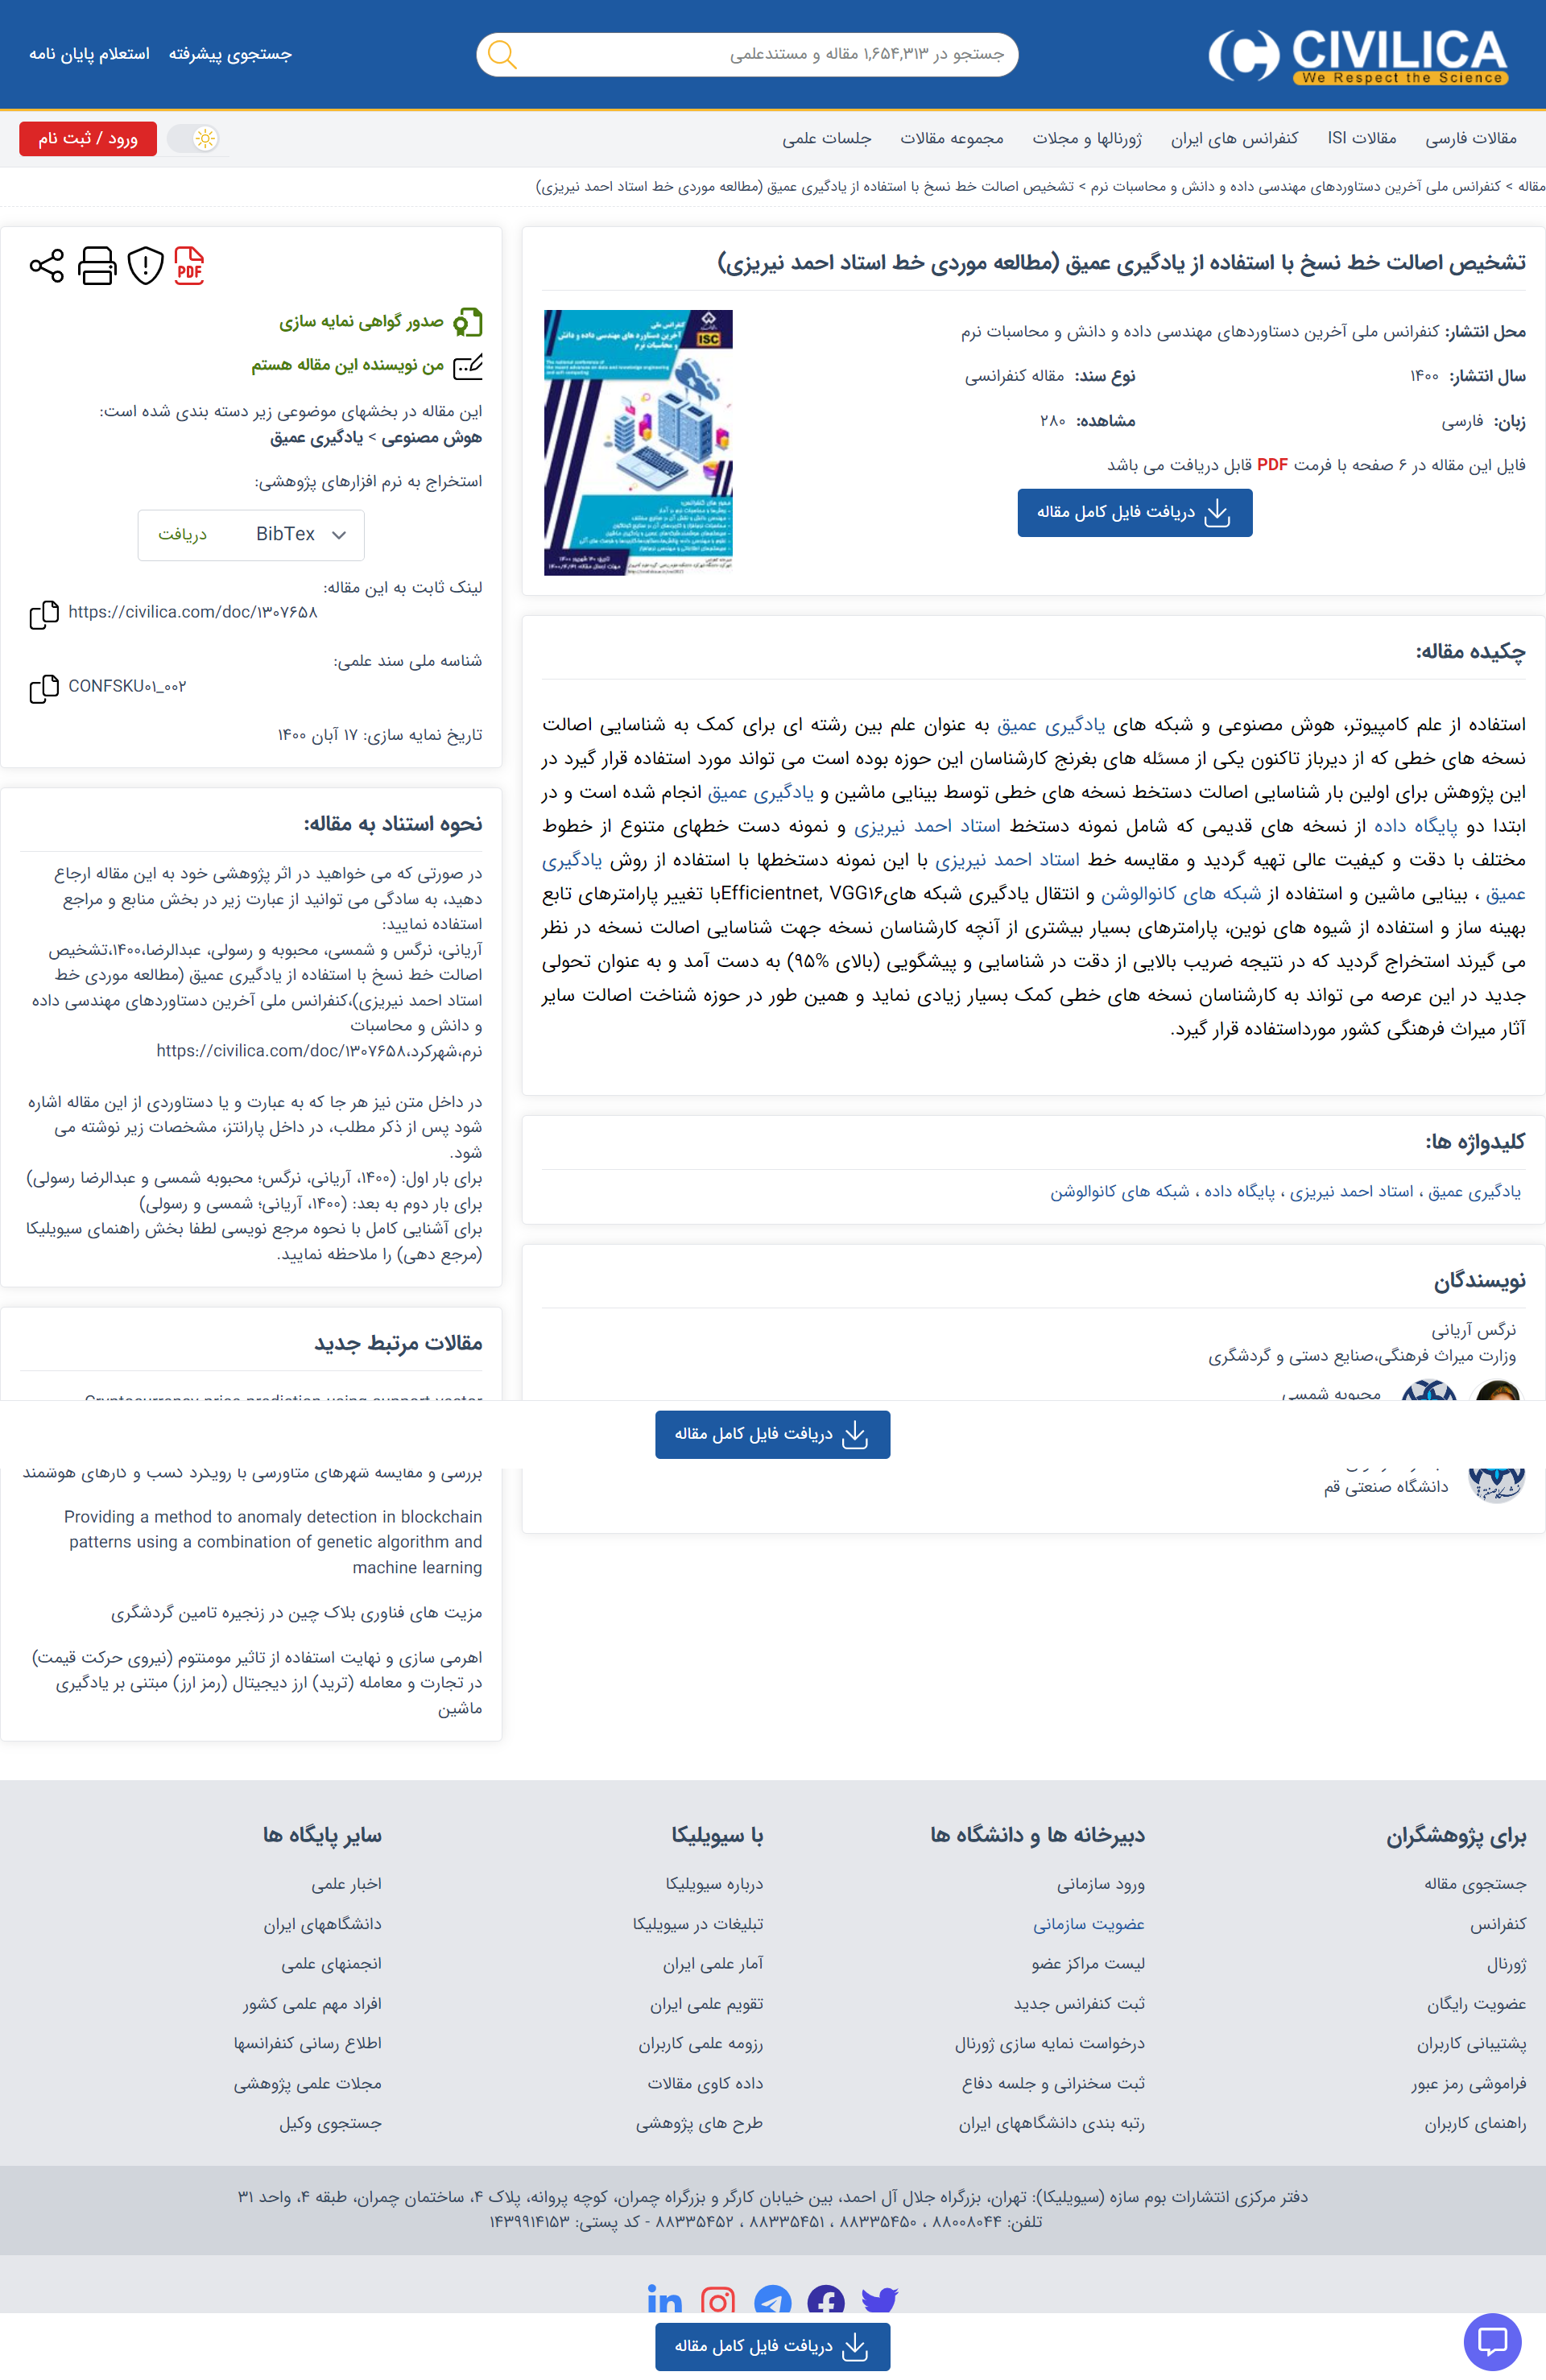 CIVILICA
We Respect the Science
جستجو در ۱,۶۵۴,۳۱۳ مقاله و مستندعلمی
جستجوی پیشرفته
استعلام پایان نامه
مقالات فارسی
مقالات ISI
کنفرانس های ایران
ژورنالها و مجلات
مجموعه مقالات
جلسات علمی
ورود / ثبت نام
مقاله > کنفرانس ملی آخرین دستاوردهای مهندسی داده و دانش و محاسبات نرم > تشخیص اصالت خط نسخ با استفاده از یادگیری عمیق (مطالعه موردی خط استاد احمد نیریزی)
تشخیص اصالت خط نسخ با استفاده از یادگیری عمیق (مطالعه موردی خط استاد احمد نیریزی)
محل انتشار: کنفرانس ملی آخرین دستاوردهای مهندسی داده و دانش و محاسبات نرم
سال انتشار: ۱۴۰۰
نوع سند: مقاله کنفرانسی
زبان: فارسی
مشاهده: ۲۸۰
فایل این مقاله در ۶ صفحه با فرمت PDF قابل دریافت می باشد
دریافت فایل کامل مقاله
ISC
کنفرانس ملی
آخرین دستاورد های مهندسی داده و دانش
و محاسبات نرم
چکیده مقاله:
استفاده از علم کامپیوتر، هوش مصنوعی و شبکه های یادگیری عمیق به عنوان علم بین رشته ای برای کمک به شناسایی اصالت
نسخه های خطی که از دیرباز تاکنون یکی از مسئله های بغرنج کارشناسان این حوزه بوده است می تواند مورد استفاده قرار گیرد در
این پژوهش برای اولین بار شناسایی اصالت دستخط نسخه های خطی توسط بینایی ماشین و یادگیری عمیق انجام شده است و در
ابتدا دو پایگاه داده از نسخه های قدیمی که شامل نمونه دستخط استاد احمد نیریزی و نمونه دست خطهای متنوع از خطوط
مختلف با دقت و کیفیت عالی تهیه گردید و مقایسه خط استاد احمد نیریزی با این نمونه دستخطها با استفاده از روش یادگیری
عمیق ، بینایی ماشین و استفاده از شبکه های کانوالوشن و انتقال یادگیری شبکه هایEfficientnet, VGG۱۶با تغییر پارامترهای تابع
بهینه ساز و استفاده از شیوه های نوین، پارامترهای بسیار بیشتری از آنچه کارشناسان نسخه جهت شناسایی اصالت نسخه در نظر
می گیرند استخراج گردید که در نتیجه ضریب بالایی از دقت در شناسایی و پیشگویی (بالای %۹۵) به دست آمد و به عنوان تحولی
جدید در این عرصه می تواند به کارشناسان نسخه های خطی کمک بسیار زیادی نماید و همین طور در حوزه شناخت اصالت سایر
آثار میراث فرهنگی کشور مورداستفاده قرار گیرد.
کلیدواژه ها:
یادگیری عمیق ، استاد احمد نیریزی ، پایگاه داده ، شبکه های کانوالوشن
نویسندگان
نرگس آریانی
وزارت میراث فرهنگی،صنایع دستی و گردشگری
محبوبه شمسی
دانشگاه صنعتی قم
PDF
صدور گواهی نمایه سازی
من نویسنده این مقاله هستم
این مقاله در بخشهای موضوعی زیر دسته بندی شده است:
هوش مصنوعی > یادگیری عمیق
استخراج به نرم افزارهای پژوهشی:
BibTex
دریافت
لینک ثابت به این مقاله:
https://civilica.com/doc/۱۳۰۷۶۵۸
شناسه ملی سند علمی:
CONFSKU۰۱_۰۰۲
تاریخ نمایه سازی: ۱۷ آبان ۱۴۰۰
نحوه استناد به مقاله:
در صورتی که می خواهید در اثر پژوهشی خود به این مقاله ارجاع
دهید، به سادگی می توانید از عبارت زیر در بخش منابع و مراجع
استفاده نمایید:
آریانی، نرگس و شمسی، محبوبه و رسولی، عبدالرضا،۱۴۰۰،تشخیص
اصالت خط نسخ با استفاده از یادگیری عمیق (مطالعه موردی خط
استاد احمد نیریزی)،کنفرانس ملی آخرین دستاوردهای مهندسی داده
و دانش و محاسبات
نرم،شهرکرد،https://civilica.com/doc/۱۳۰۷۶۵۸
در داخل متن نیز هر جا که به عبارت و یا دستاوردی از این مقاله اشاره
شود پس از ذکر مطلب، در داخل پارانتز، مشخصات زیر نوشته می
شود.
برای بار اول: (۱۴۰۰، آریانی، نرگس؛ محبوبه شمسی و عبدالرضا رسولی)
برای بار دوم به بعد: (۱۴۰۰، آریانی؛ شمسی و رسولی)
برای آشنایی کامل با نحوه مرجع نویسی لطفا بخش راهنمای سیویلیکا
(مرجع دهی) را ملاحظه نمایید.
مقالات مرتبط جدید
Cryptocurrency price prediction using support vector
دریافت فایل کامل مقاله
بررسی و مقایسه شهرهای متاورسی با رویکرد کسب و کارهای هوشمند
Providing a method to anomaly detection in blockchain
patterns using a combination of genetic algorithm and
machine learning
مزیت های فناوری بلاک چین در زنجیره تامین گردشگری
اهرمی سازی و نهایت استفاده از تاثیر مومنتوم (نیروی حرکت قیمت)
در تجارت و معامله (ترید) ارز دیجیتال (رمز ارز) مبتنی بر یادگیری
ماشین
برای پژوهشگران
جستجوی مقاله
کنفرانس
ژورنال
عضویت رایگان
پشتیبانی کاربران
فراموشی رمز عبور
راهنمای کاربران
دبیرخانه ها و دانشگاه ها
ورود سازمانی
عضویت سازمانی
لیست مراکز عضو
ثبت کنفرانس جدید
درخواست نمایه سازی ژورنال
ثبت سخنرانی و جلسه دفاع
رتبه بندی دانشگاههای ایران
با سیویلیکا
درباره سیویلیکا
تبلیغات در سیویلیکا
آمار علمی ایران
تقویم علمی ایران
رزومه علمی کاربران
داده کاوی مقالات
طرح های پژوهشی
سایر پایگاه ها
اخبار علمی
دانشگاههای ایران
انجمنهای علمی
افراد مهم علمی کشور
اطلاع رسانی کنفرانسها
مجلات علمی پژوهشی
جستجوی وکیل
دفتر مرکزی انتشارات بوم سازه (سیویلیکا): تهران، بزرگراه جلال آل احمد، بین خیابان کارگر و بزرگراه چمران، کوچه پروانه، پلاک ۴، ساختمان چمران، طبقه ۴، واحد ۳۱
تلفن: ۸۸۰۰۸۰۴۴ ، ۸۸۳۳۵۴۵۰ ، ۸۸۳۳۵۴۵۱ ، ۸۸۳۳۵۴۵۲ - کد پستی: ۱۴۳۹۹۱۴۱۵۳
دریافت فایل کامل مقاله